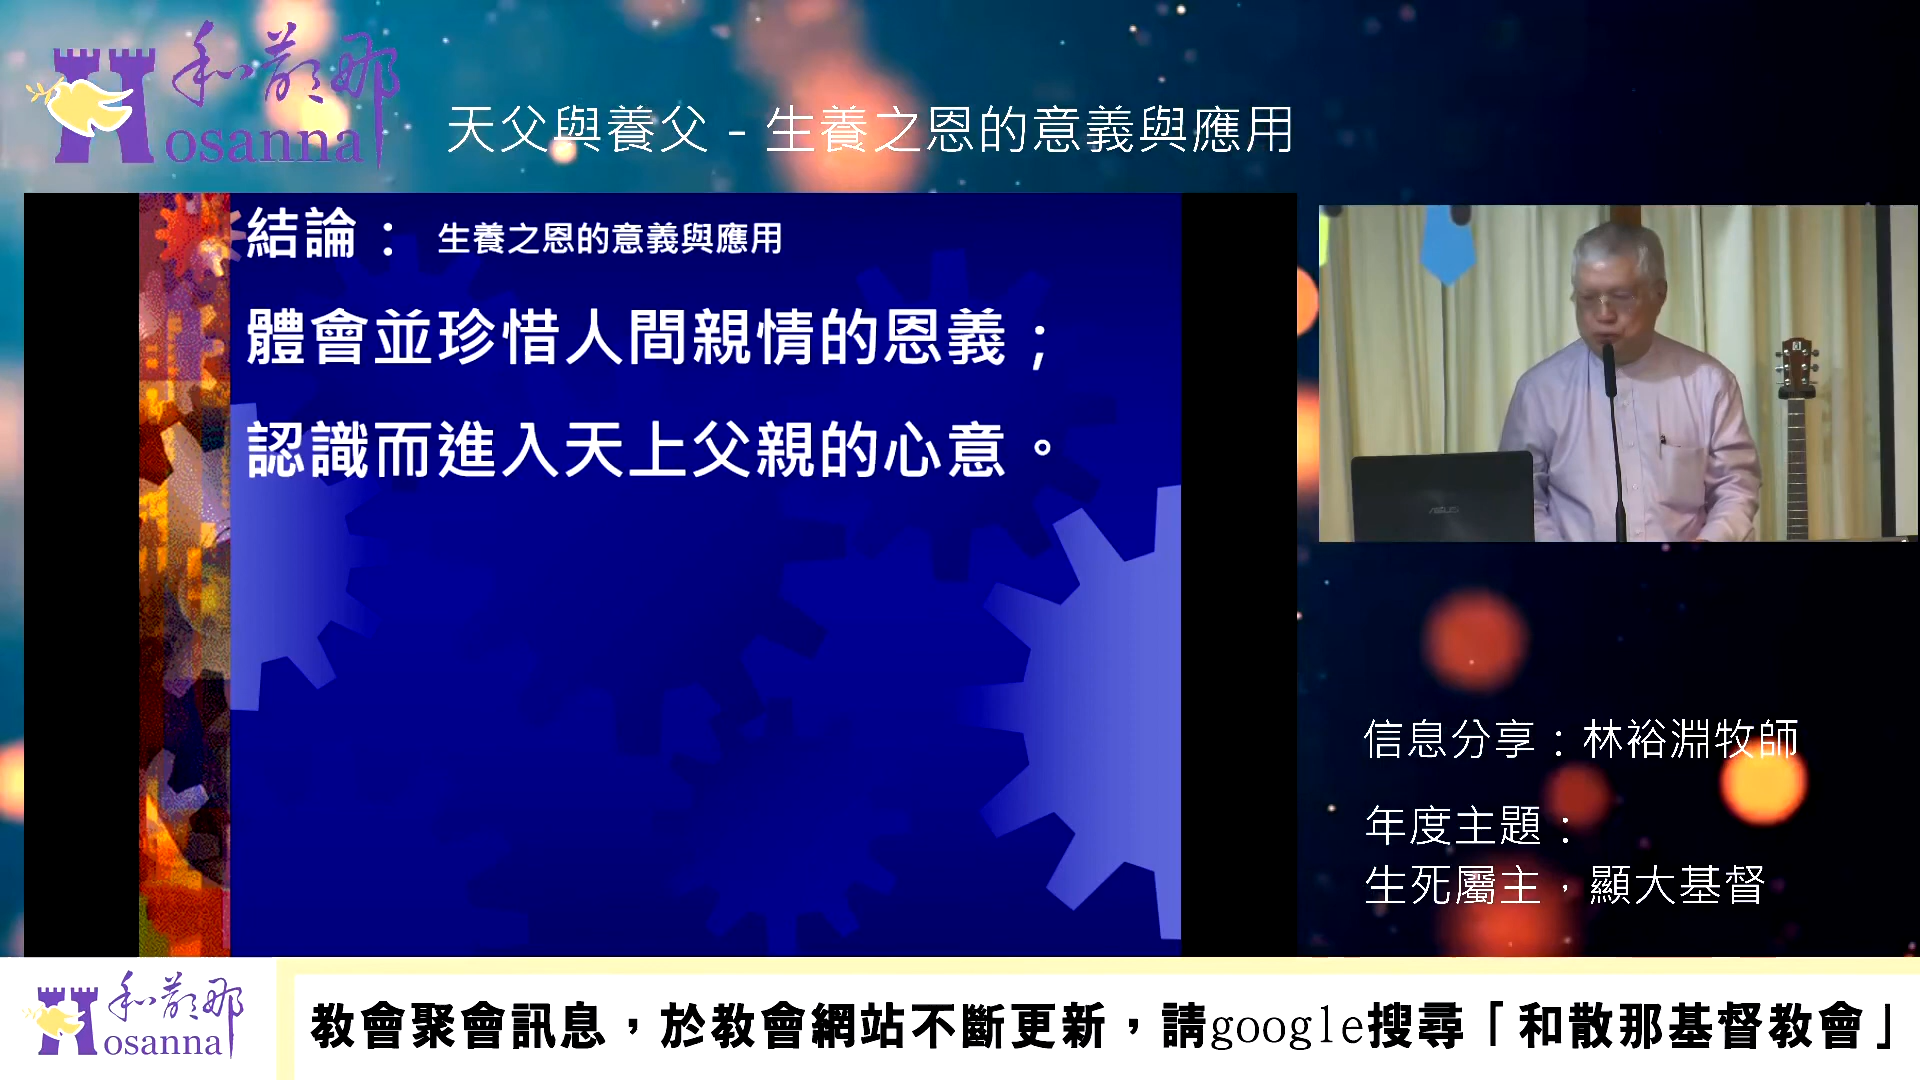 和散那
Hosanna
天父與養父 - 生養之恩的意義與應用
結論： 生養之恩的意義與應用
體會並珍惜人間親情的恩義；
認識而進入天上父親的心意。
ASUS
信息分享：林裕淵牧師
年度主題：
生死屬主，顯大基督
和散那
Hosanna
教會聚會訊息，於教會網站不斷更新，請google搜尋「和散那基督教會」